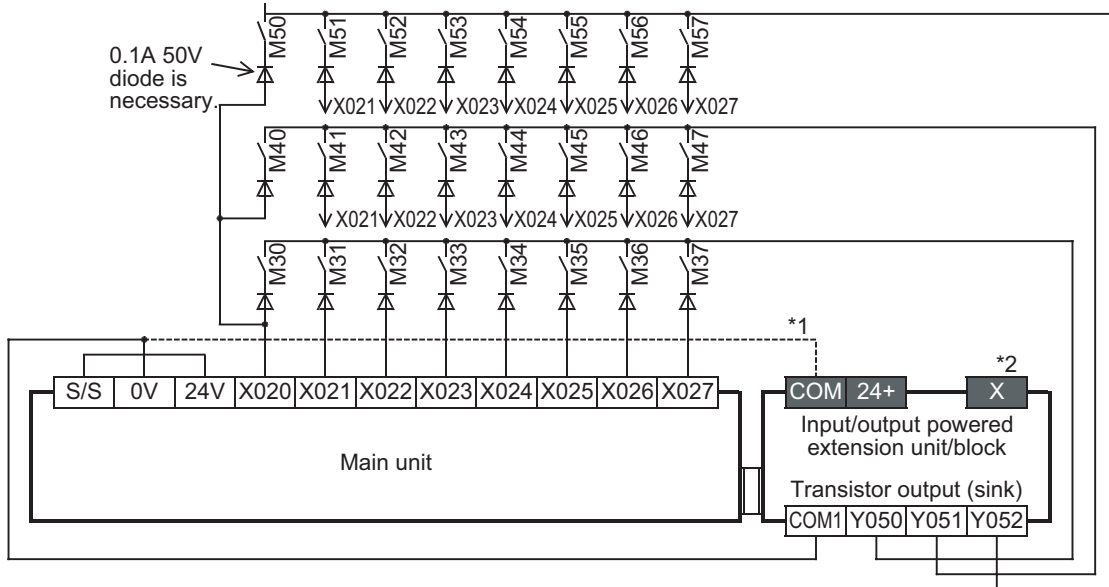 M50 M51 M52 M53 M54 M55 M56 M57
0.1A 50V
diode is
necessary.
X021 X022 X023 X024 X025 X026 X027
M40 M41 M42 M43 M44 M45 M46 M47
X021 X022 X023 X024 X025 X026 X027
M30 M31 M32 M33 M34 M35 M36 M37
*1
*2
S/S 0V 24V X020 X021 X022 X023 X024 X025 X026 X027
COM 24+ X
Main unit
Input/output powered
extension unit/block
Transistor output (sink)
COM1 Y050 Y051 Y052